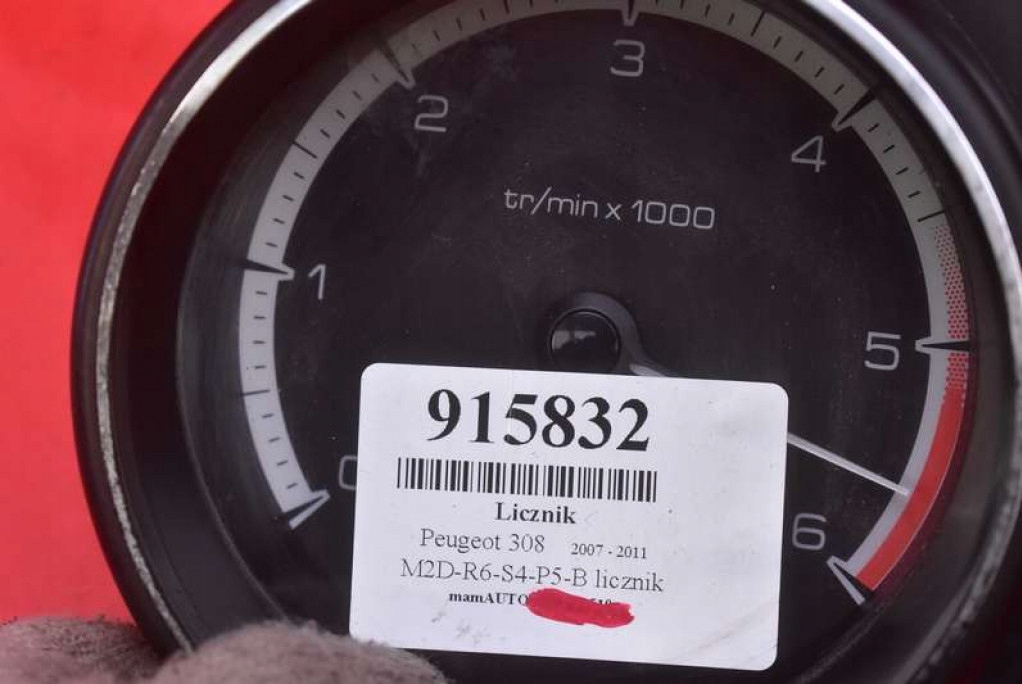 3
2
4
tr/min x 1000
1
5
0
6
915832
Licznik
Peugeot 308 2007 - 2011
M2D-R6-S4-P5-B licznik
mamAUTO